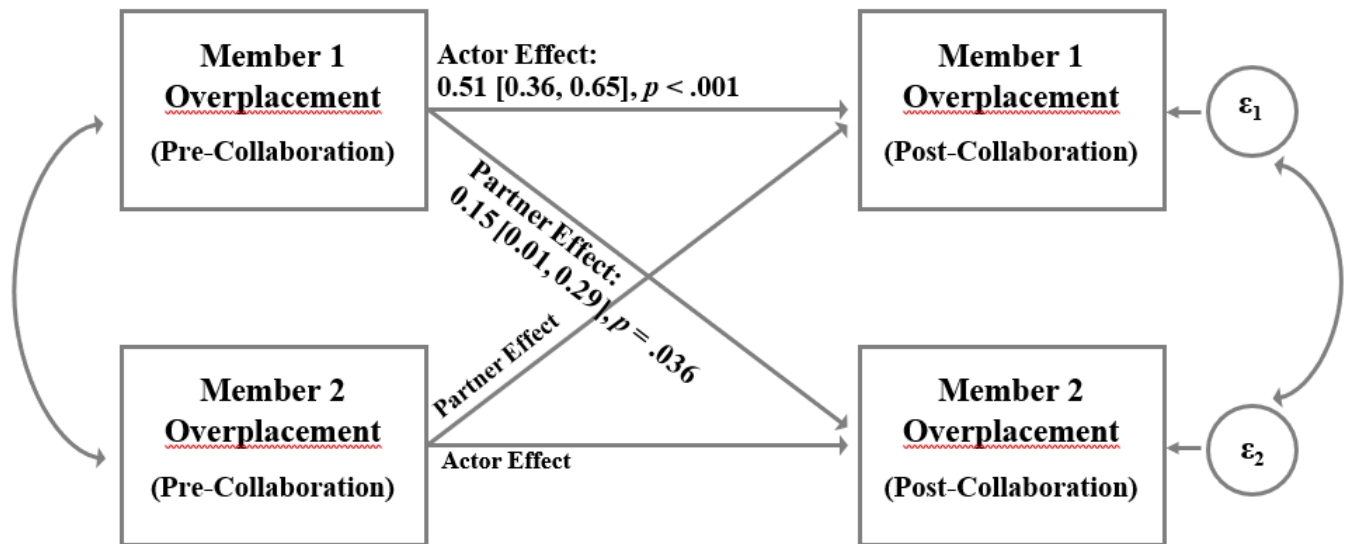 Member 1
Overplacement
(Pre-Collaboration)
Actor Effect:
0.51 [0.36, 0.65], p < .001
Member 1
Overplacement
(Post-Collaboration)
ε1
Partner Effect:
0.15 [0.01, 0.29], p = .036
Partner Effect
Member 2
Overplacement
(Pre-Collaboration)
Actor Effect
Member 2
Overplacement
(Post-Collaboration)
ε2